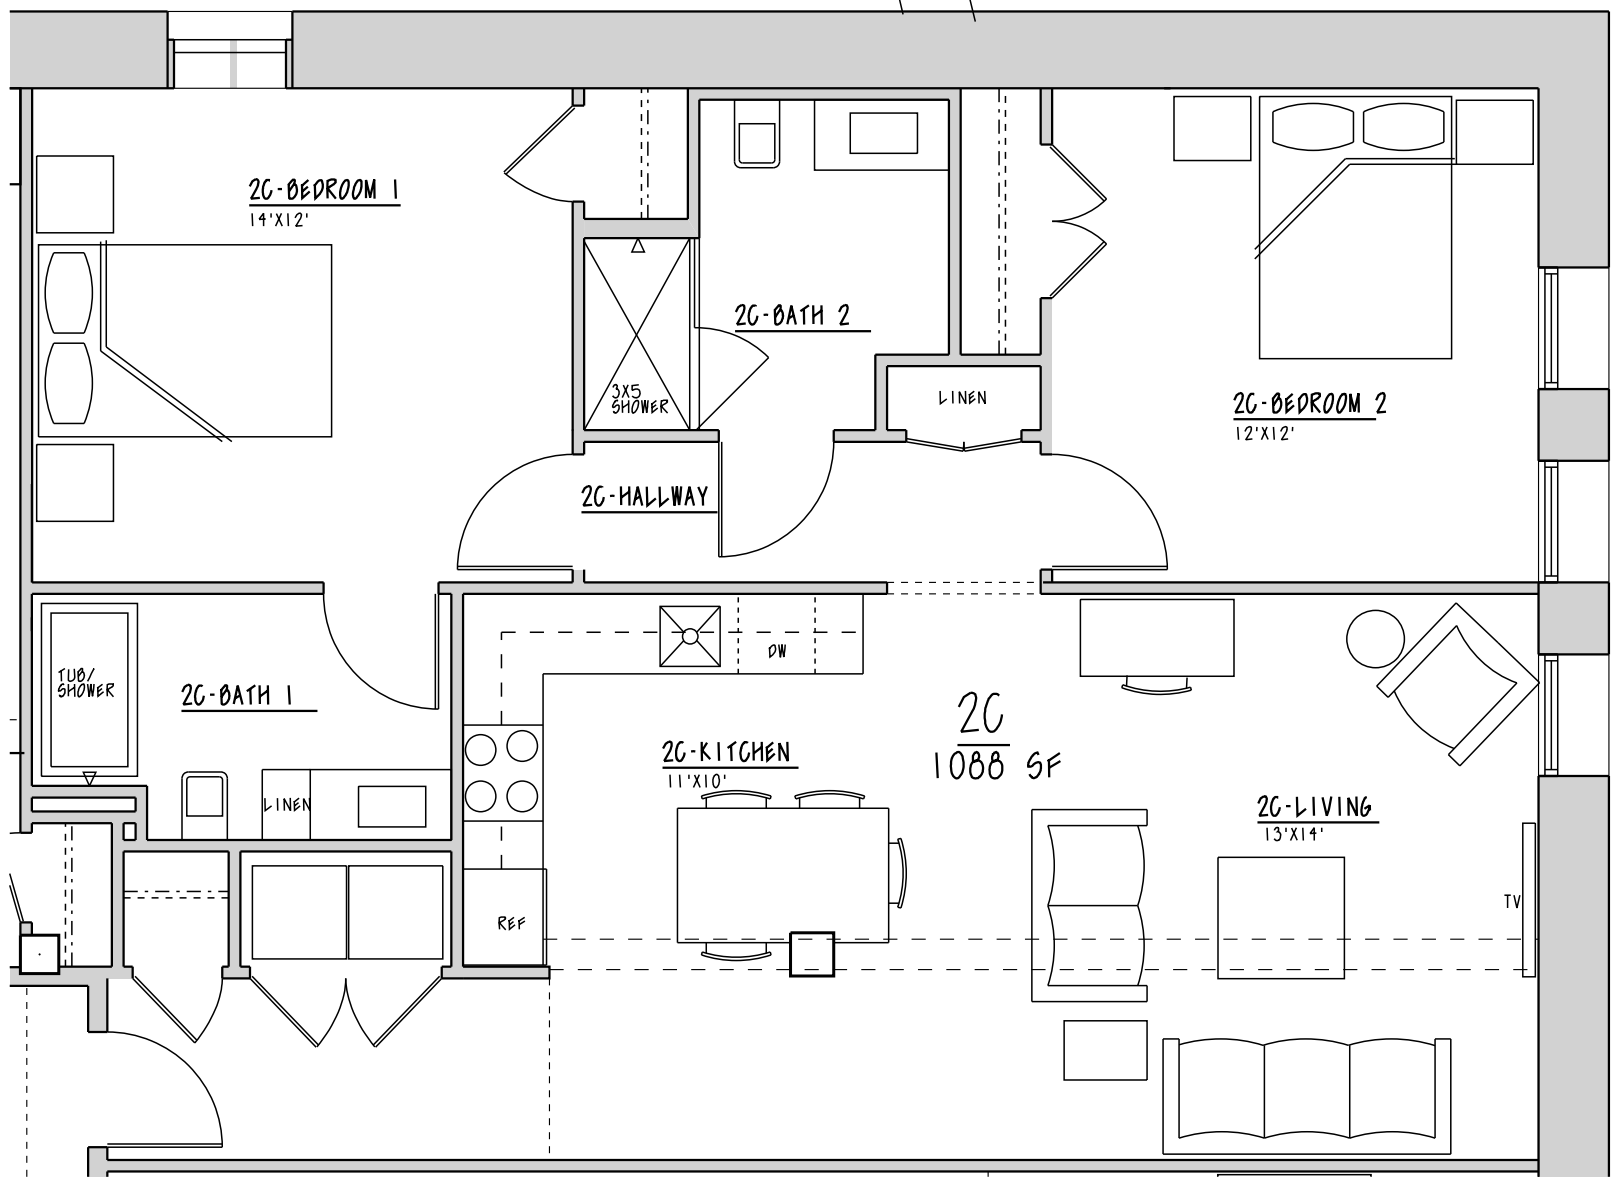 2C-BEDROOM 1
14'X12'
2C-BATH 2
3X5
SHOWER
LINEN
2C-BEDROOM 2
12'X12'
2C-HALLWAY
TUB/
SHOWER
2C-BATH 1
LINEN
DW
2C-KITCHEN
11'X10'
REF
2C
1088 SF
2C-LIVING
13'X14'
TV